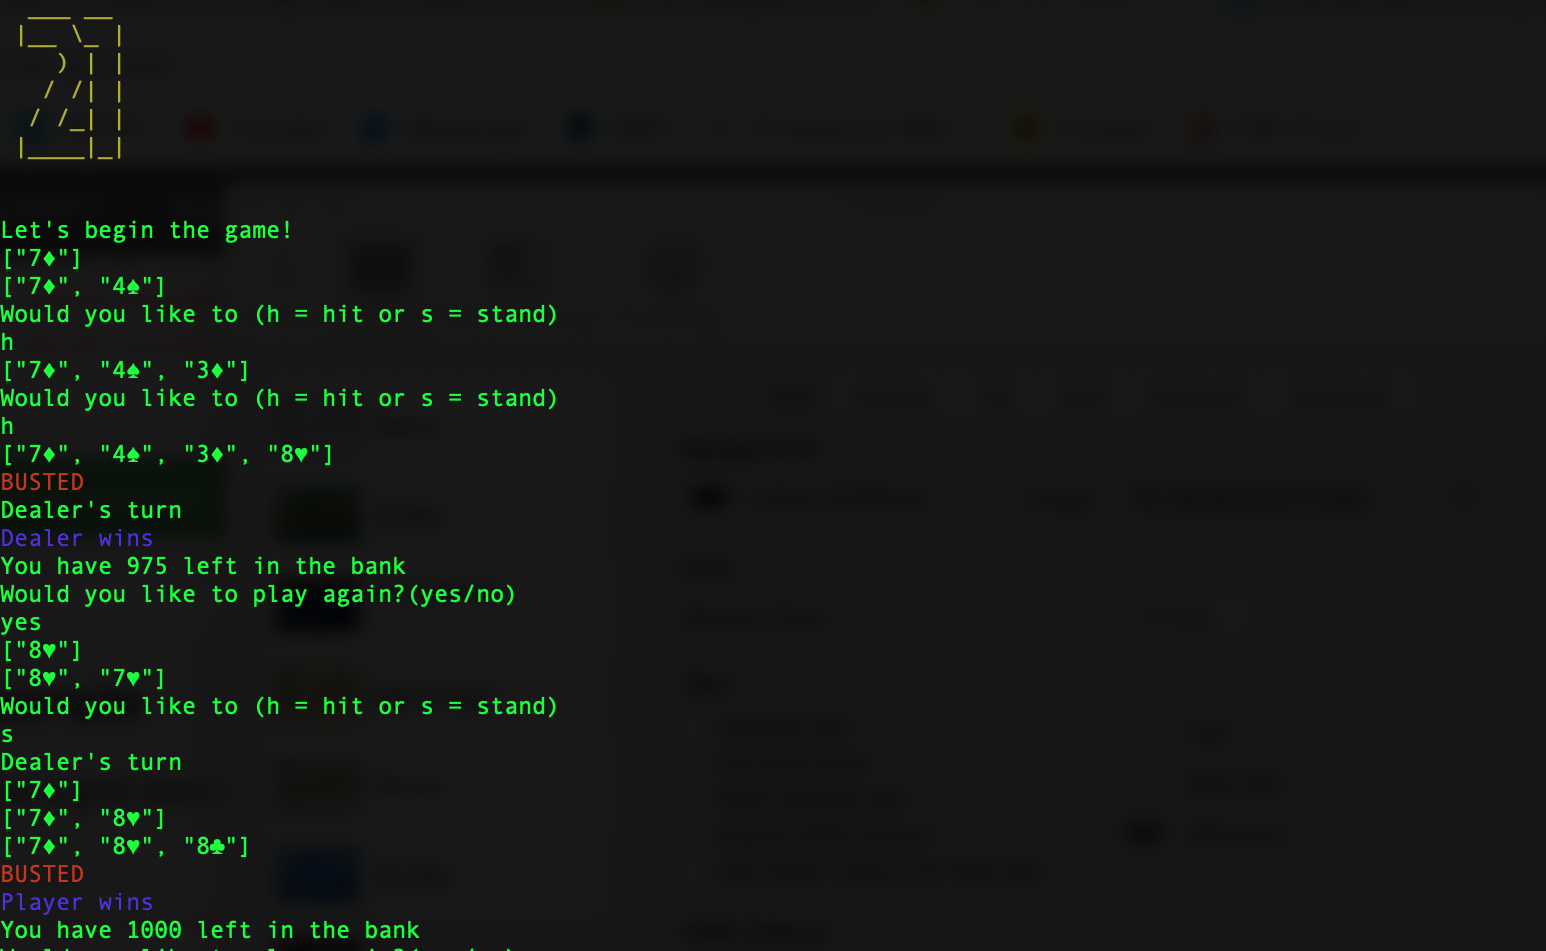 21
Let's begin the game!
["7♦"]
["7♦", "4♠"]
Would you like to (h = hit or s = stand)
h
["7♦", "4♠", "3♦"]
Would you like to (h = hit or s = stand)
h
["7♦", "4♠", "3♦", "8♥"]
BUSTED
Dealer's turn
Dealer wins
You have 975 left in the bank
Would you like to play again?(yes/no)
yes
["8♥"]
["8♥", "7♥"]
Would you like to (h = hit or s = stand)
s
Dealer's turn
["7♦"]
["7♦", "8♥"]
["7♦", "8♥", "8♣"]
BUSTED
Player wins
You have 1000 left in the bank